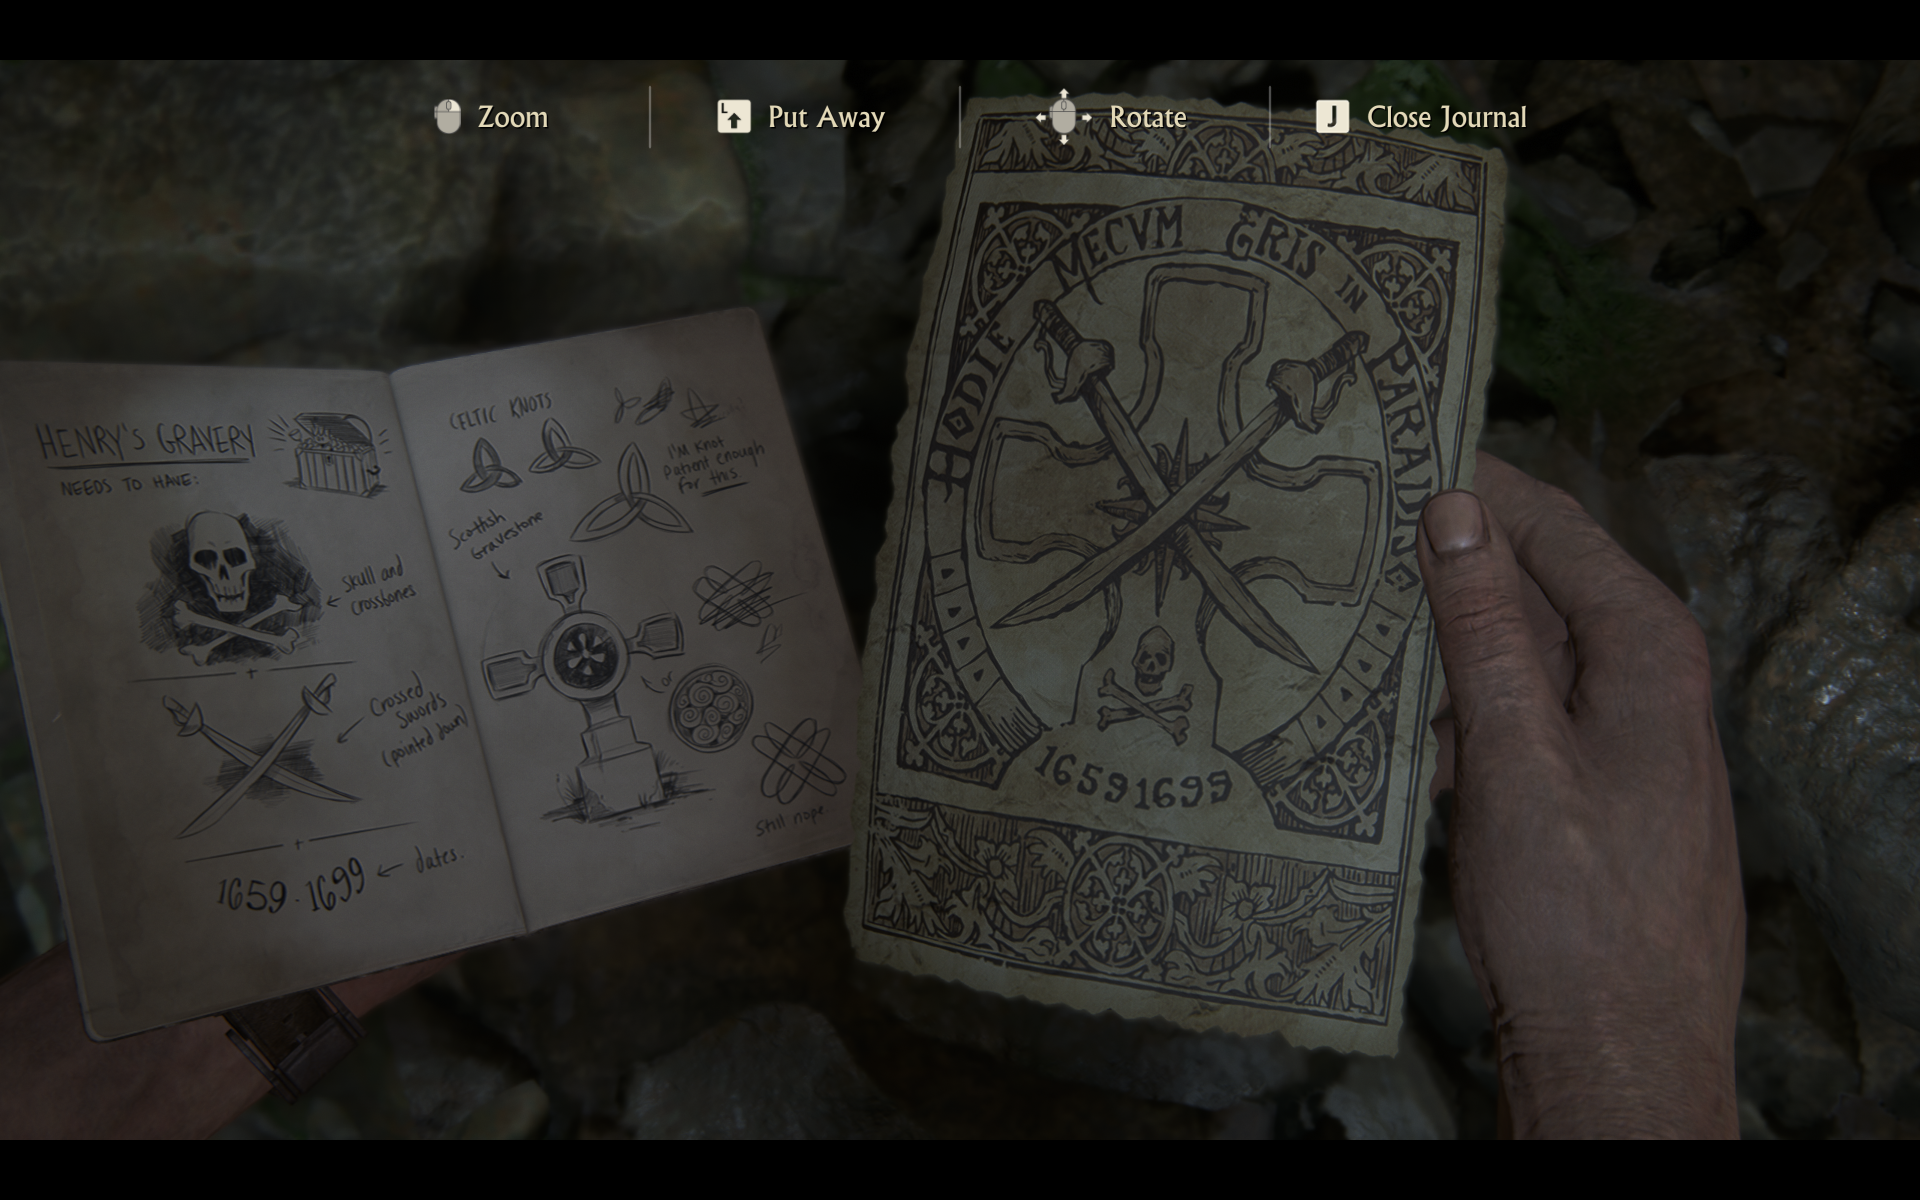 Zoom
L
Put Away
Rotate
J
Close Journal
HENRY'S GRAVERY
NEEDS TO HAVE:
Skull and
crossbones
Crossed
Swords
(pointed down)
1659 - 1699
dates.
CELTIC KNOTS
I'M Knot
Patient enough
for this.
Scottish
Gravestone
or
Still nope.
HODIE MECVM ERIS IN PARADISO
16591699